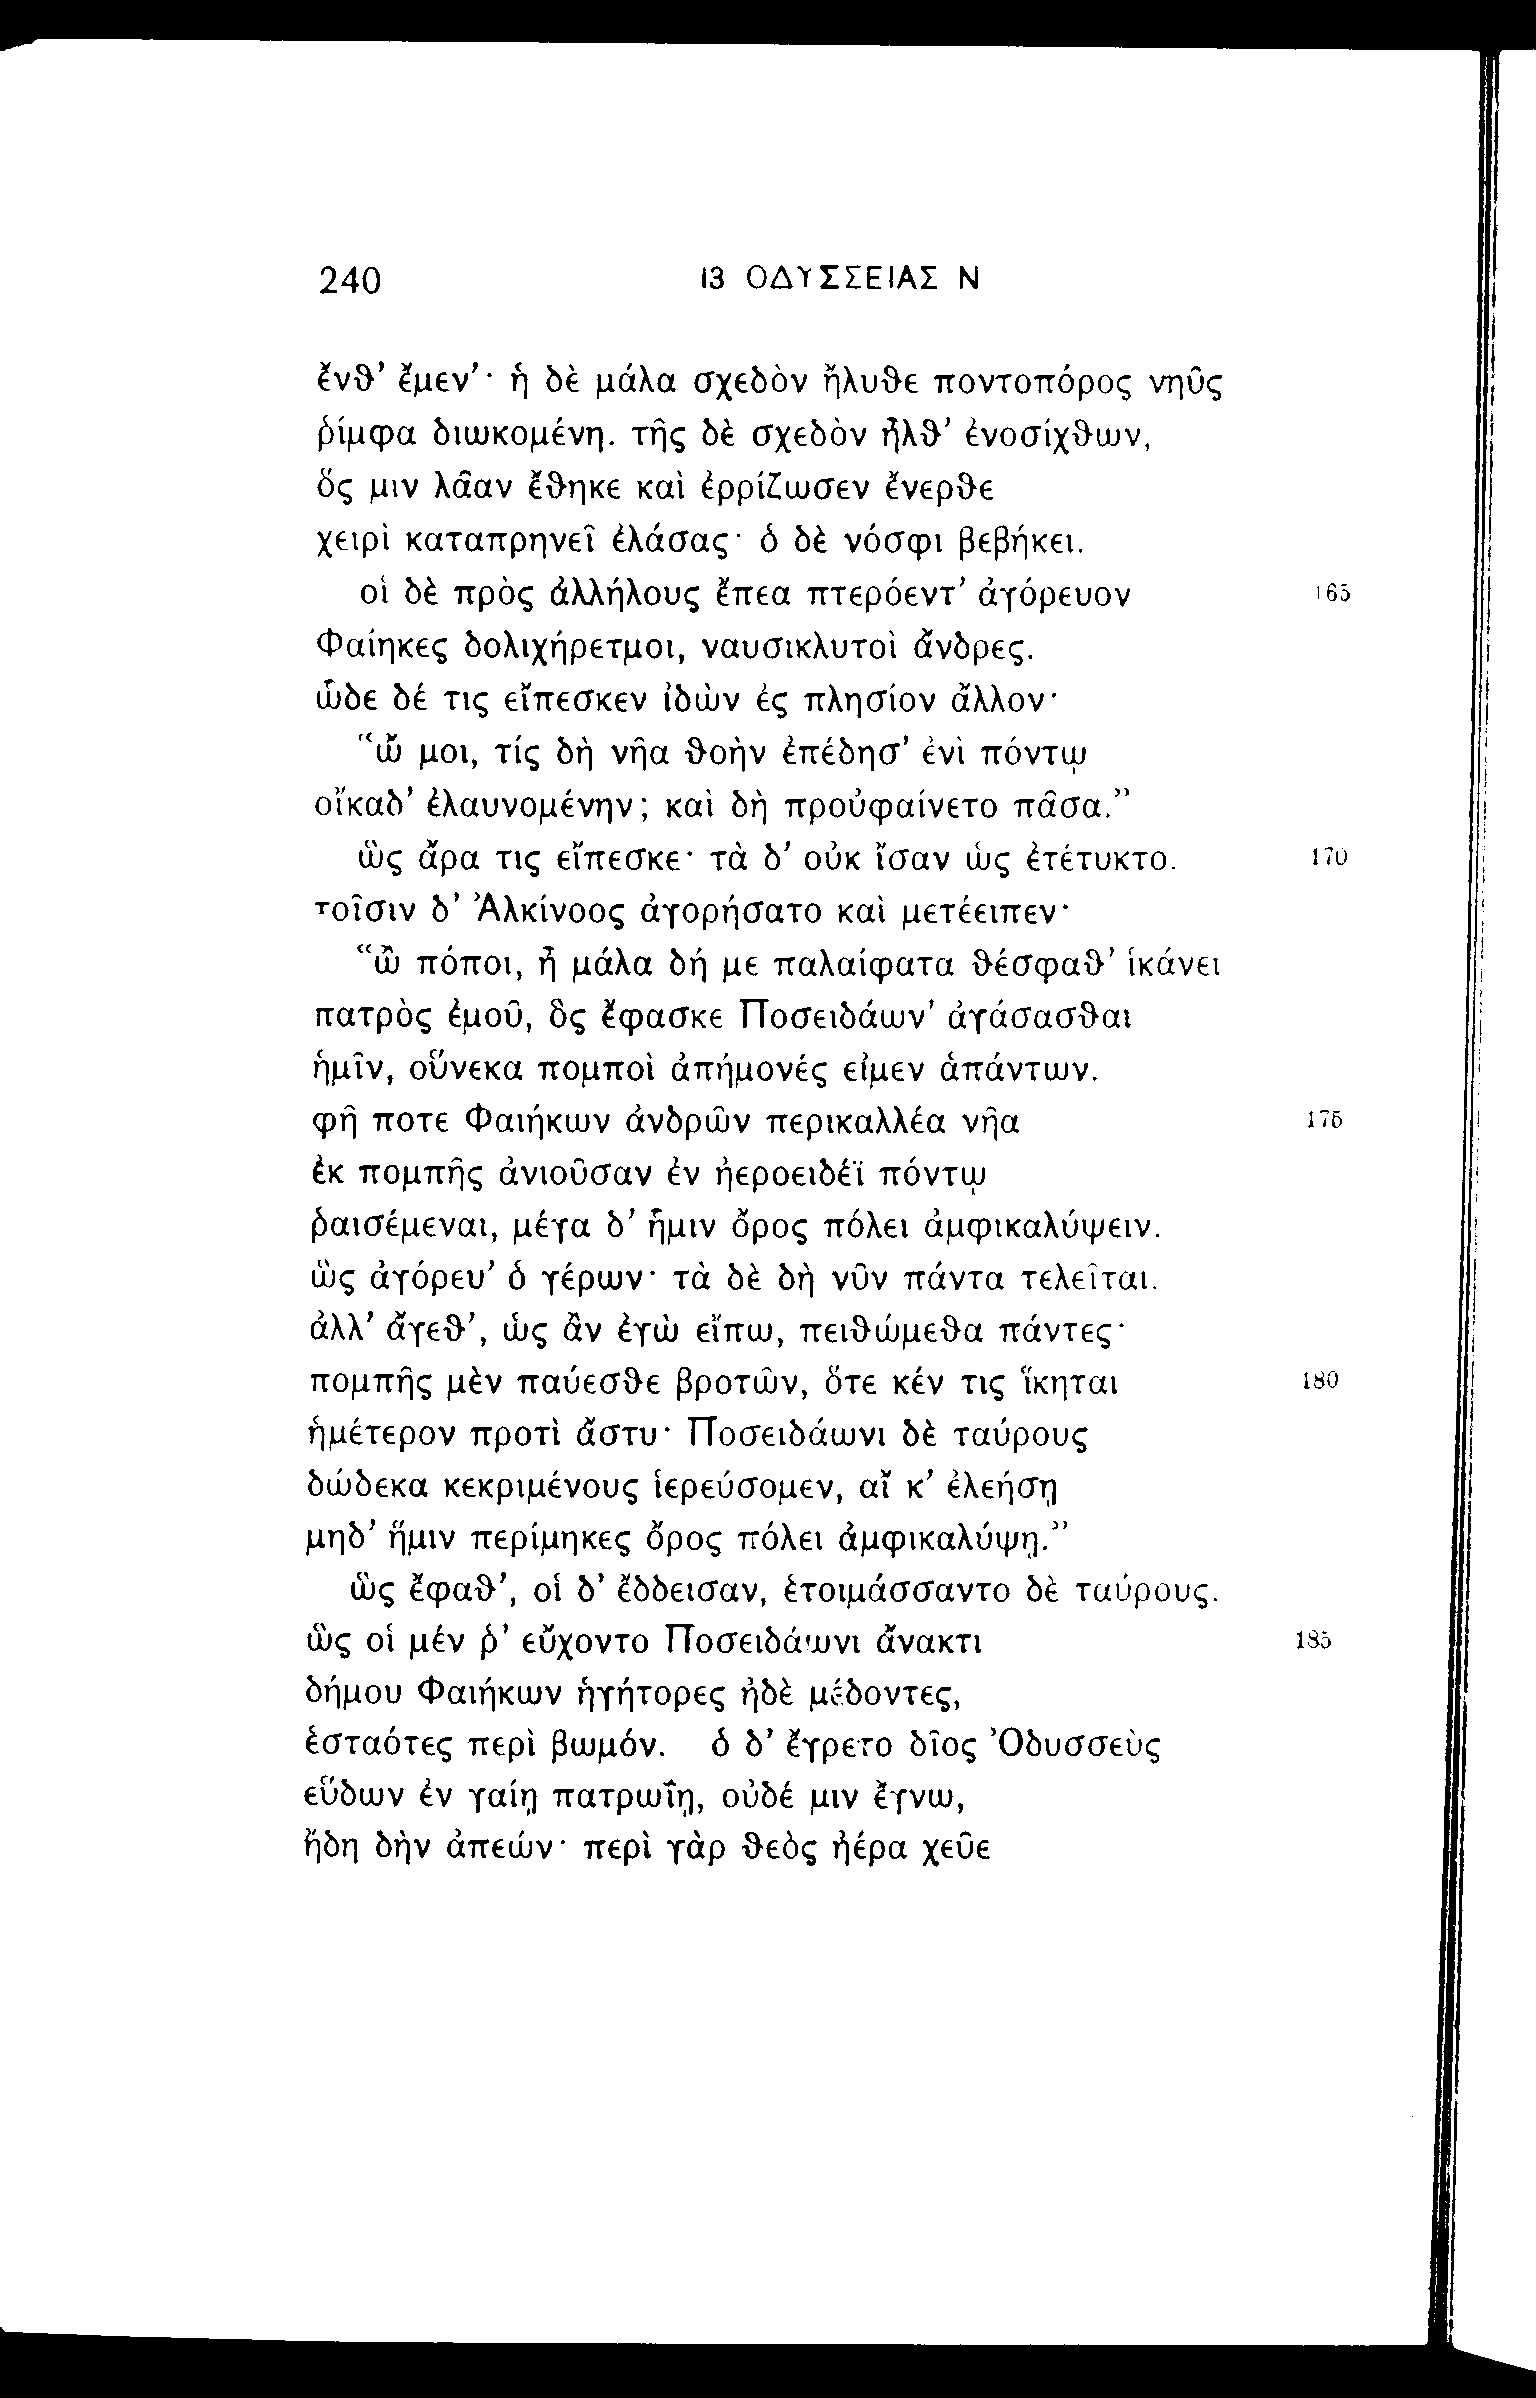 240 13 ΟΔΥΣΣΕΙΑΣ Ν
ἔνϑ’ ἔμεν’· ἡ δὲ μάλα σχεδὸν ἤλυϑε ποντοπόρος νηῦς
ῥίμφα διωκομένη. τῆς δὲ σχεδὸν ἦλϑ’ ἐνοσίχϑων,
ὅς μιν λᾶαν ἔϑηκε καὶ ἐρρίζωσεν ἔνερϑε
χειρὶ καταπρηνεῖ ἐλάσας· ὁ δὲ νόσφι βεβήκει.
οἱ δὲ πρὸς ἀλλήλους ἔπεα πτερόεντ’ ἀγόρευον 165
Φαίηκες δολιχήρετμοι, ναυσικλυτοὶ ἄνδρες.
ὧδε δέ τις εἴπεσκεν ἰδὼν ἐς πλησίον ἄλλον·
“ὤ μοι, τίς δὴ νῆα ϑοὴν ἐπέδησ’ ἐνὶ πόντῳ
οἴκαδ’ ἐλαυνομένην; καὶ δὴ προὐφαίνετο πᾶσα.”
ὣς ἄρα τις εἴπεσκε· τὰ δ’ οὐκ ἴσαν ὡς ἐτέτυκτο. 170
τοῖσιν δ’ Ἀλκίνοος ἀγορήσατο καὶ μετέειπεν·
“ὢ πόποι, ἦ μάλα δή με παλαίφατα ϑέσφαϑ’ ἱκάνει
πατρὸς ἐμοῦ, ὃς ἔφασκε Ποσειδάων’ ἀγάσασϑαι
ἡμῖν, οὕνεκα πομποὶ ἀπήμονές εἰμεν ἁπάντων.
φῆ ποτε Φαιήκων ἀνδρῶν περικαλλέα νῆα 175
ἐκ πομπῆς ἀνιοῦσαν ἐν ἠεροειδέϊ πόντῳ
ῥαισέμεναι, μέγα δ’ ἧμιν ὄρος πόλει ἀμφικαλύψειν.
ὣς ἀγόρευ’ ὁ γέρων· τὰ δὲ δὴ νῦν πάντα τελεῖται.
ἀλλ’ ἄγεϑ’, ὡς ἂν ἐγὼ εἴπω, πειϑώμεϑα πάντες·
πομπῆς μὲν παύεσϑε βροτῶν, ὅτε κέν τις ἵκηται 180
ἡμέτερον προτὶ ἄστυ· Ποσειδάωνι δὲ ταύρους
δώδεκα κεκριμένους ἱερεύσομεν, αἴ κ’ ἐλεήσῃ
μηδ’ ἥμιν περίμηκες ὄρος πόλει ἀμφικαλύψῃ.”
ὣς ἔφαϑ’, οἱ δ’ ἔδδεισαν, ἑτοιμάσσαντο δὲ ταύρους.
ὣς οἱ μέν ῥ’ εὔχοντο Ποσειδάωνι ἄνακτι 185
δήμου Φαιήκων ἡγήτορες ἠδὲ μέδοντες,
ἑσταότες περὶ βωμόν. ὁ δ’ ἔγρετο δῖος Ὀδυσσεὺς
εὕδων ἐν γαίῃ πατρωΐῃ, οὐδέ μιν ἔγνω,
ἤδη δὴν ἀπεών· περὶ γὰρ ϑεὸς ἠέρα χεῦε